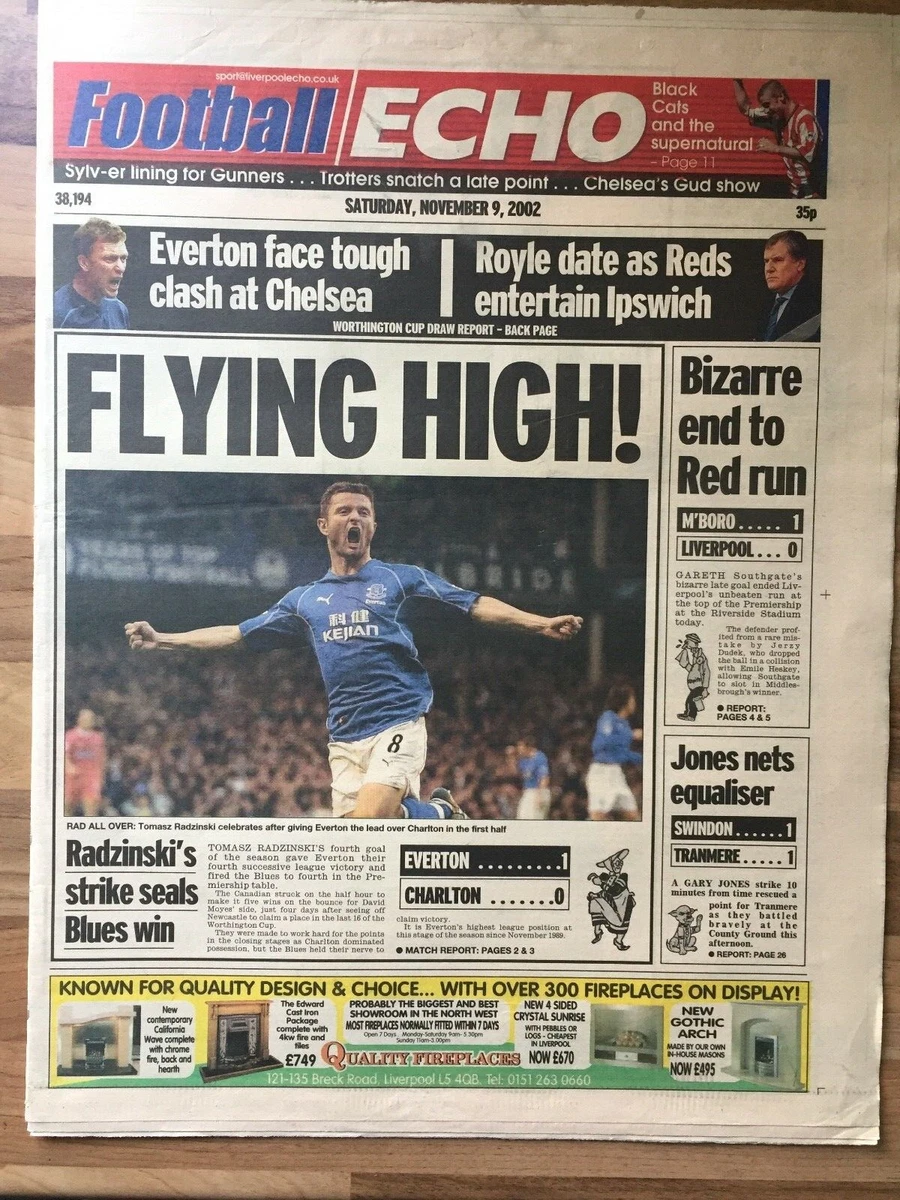 sport@liverpoolecho.co.uk
Football ECHO
Black
Cats
and the
supernatural
- Page 11
Sylv-er lining for Gunners . . . Trotters snatch a late point . . . Chelsea's Gud show
38,194
SATURDAY, NOVEMBER 9, 2002
35p
Everton face tough
clash at Chelsea
Royle date as Reds
entertain Ipswich
WORTHINGTON CUP DRAW REPORT - BACK PAGE
FLYING HIGH!
科健
KEJIAN
Everton
8
RAD ALL OVER: Tomasz Radzinski celebrates after giving Everton the lead over Charlton in the first half
Radzinski's
strike seals
Blues win
TOMASZ RADZINSKI'S fourth goal
of the season gave Everton their
fourth successive league victory and
fired the Blues to fourth in the Pre-
miership table.
The Canadian struck on the half hour to
make it five wins on the bounce for David
Moyes' side, just four days after seeing off
Newcastle to claim a place in the last 16 of the
Worthington Cup.
They were made to work hard for the points
in the closing stages as Charlton dominated
possession, but the Blues held their nerve to
EVERTON .........1
CHARLTON .......0
claim victory.
It is Everton's highest league position at
this stage of the season since November 1989.
● MATCH REPORT: PAGES 2 & 3
Bizarre
end to
Red run
M'BORO..... 1
LIVERPOOL... 0
GARETH Southgate's
bizarre late goal ended Liv-
erpool's unbeaten run at
the top of the Premiership
at the Riverside Stadium
today.
The defender prof-
ited from a rare mis-
take by Jerzy
Dudek, who dropped
the ball in a collision
with Emile Heskey,
allowing Southgate
to slot in Middles-
brough's winner.
● REPORT:
PAGES 4 & 5
Jones nets
equaliser
SWINDON......1
TRANMERE..... 1
A GARY JONES strike 10
minutes from time rescued a
point for Tranmere
as they battled
bravely at the
County Ground this
afternoon.
● REPORT: PAGE 26
KNOWN FOR QUALITY DESIGN & CHOICE... WITH OVER 300 FIREPLACES ON DISPLAY!
New
contemporary
California
Wave complete
with chrome
fire, back and
hearth
The Edward
Cast Iron
Package
complete with
4kw fire and
tiles
£749
PROBABLY THE BIGGEST AND BEST
SHOWROOM IN THE NORTH WEST
MOST FIREPLACES NORMALLY FITTED WITHIN 7 DAYS
Open 7 Days. Monday-Saturday 9am- 5.30pm
Sunday 11am-5.00pm
QUALITY FIREPLACES
NEW 4 SIDED
CRYSTAL SUNRISE
WITH PEBBLES OR
LOGS - CHEAPEST
IN LIVERPOOL
NOW £670
NEW
GOTHIC
ARCH
MADE BY OUR OWN
IN-HOUSE MASONS
NOW £495
121-135 Breck Road, Liverpool L5 4QB. Tel: 0151 263 0660